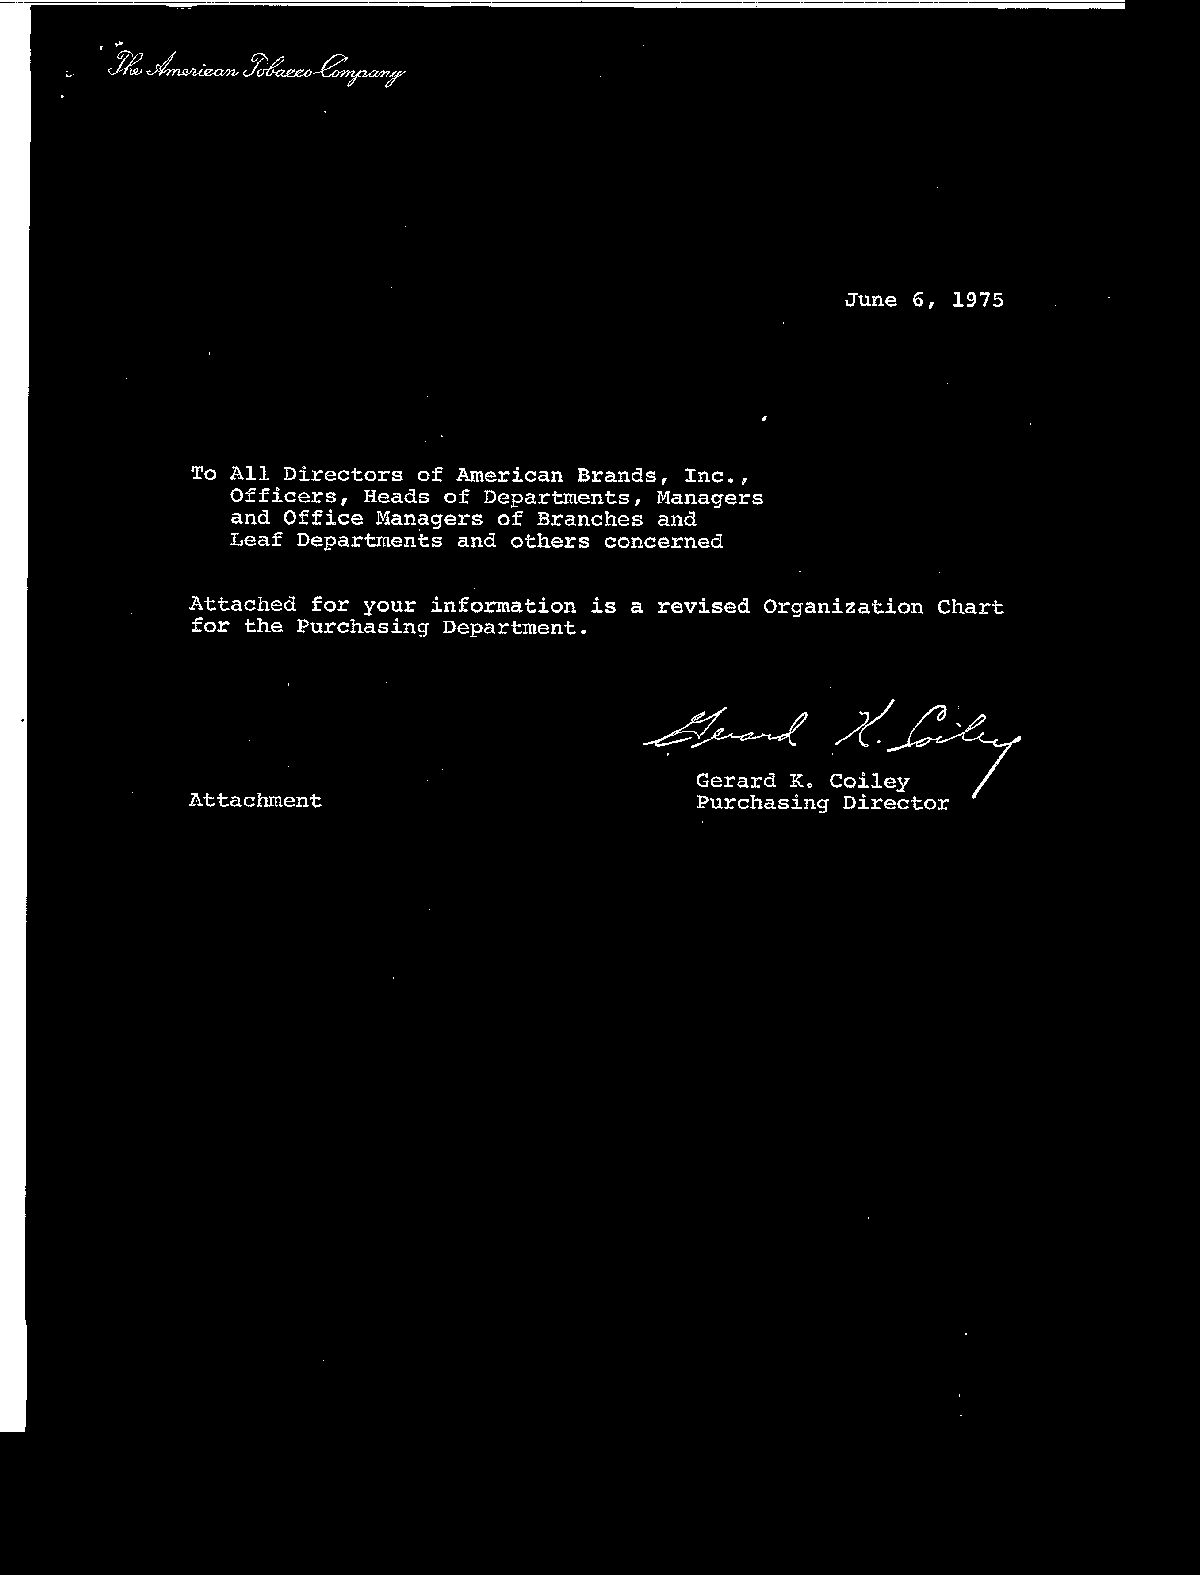 The American Tobacco Company
June 6, 1975
To All Directors of American Brands, Inc.,
Officers, Heads of Departments, Managers
and Office Managers of Branches and
Leaf Departments and others concerned
Attached for your information is a revised Organization Chart
for the Purchasing Department.
Gerard K. Coiley
Gerard K. Coiley
Attachment
Purchasing Director